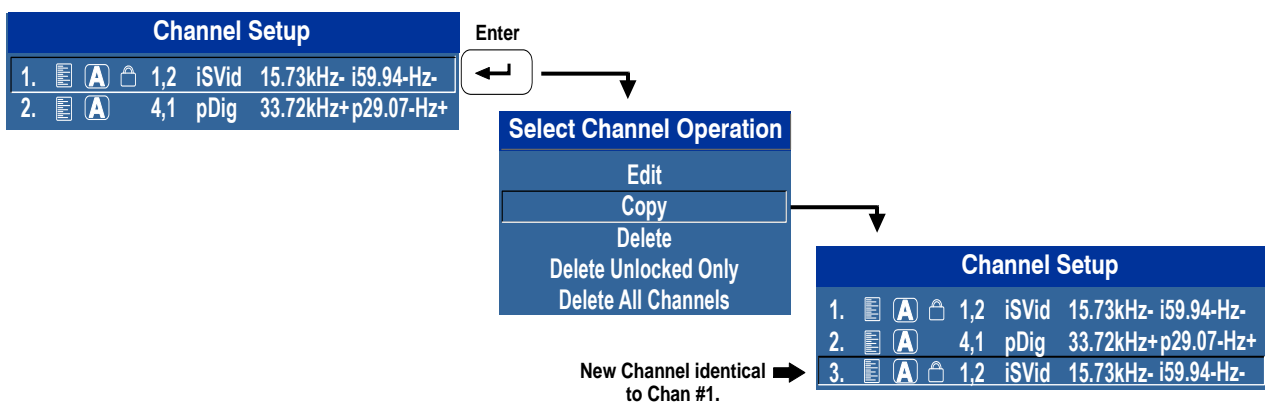 Channel Setup
1. A 1,2 iSVid 15.73kHz- i59.94-Hz-
2. A 4,1 pDig 33.72kHz+p29.07-Hz+
Enter
Select Channel Operation
Edit
Copy
Delete
Delete Unlocked Only
Delete All Channels
Channel Setup
1. A 1,2 iSVid 15.73kHz- i59.94-Hz-
2. A 4,1 pDig 33.72kHz+p29.07-Hz+
3. A 1,2 iSVid 15.73kHz- i59.94-Hz-
New Channel identical
to Chan #1.